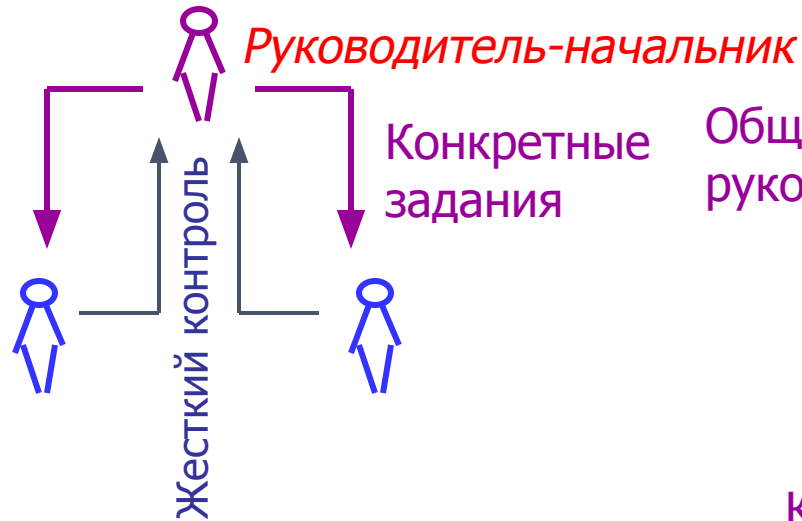 Руководитель-начальник
Конкретные
задания
Жесткий контроль